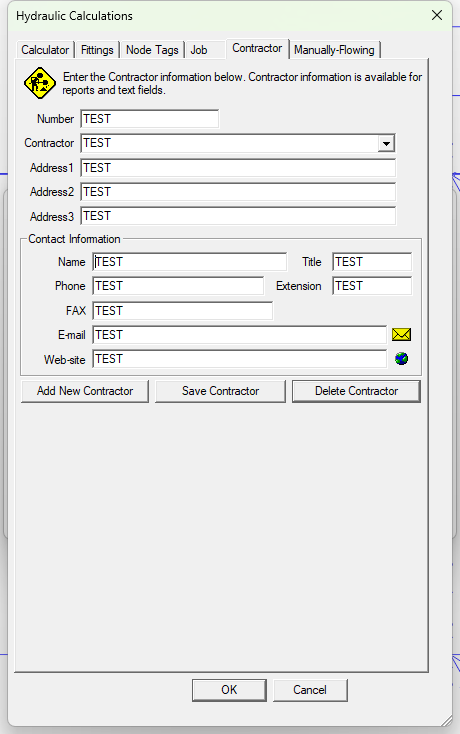 Hydraulic Calculations
Calculator Fittings Node Tags Job Contractor Manually-Flowing
Enter the Contractor information below. Contractor information is available for
reports and text fields.
Number TEST
Contractor TEST
Address1 TEST
Address2 TEST
Address3 TEST
Contact Information
Name TEST Title TEST
Phone TEST Extension TEST
FAX TEST
E-mail TEST
Web-site TEST
Add New Contractor Save Contractor Delete Contractor
OK Cancel